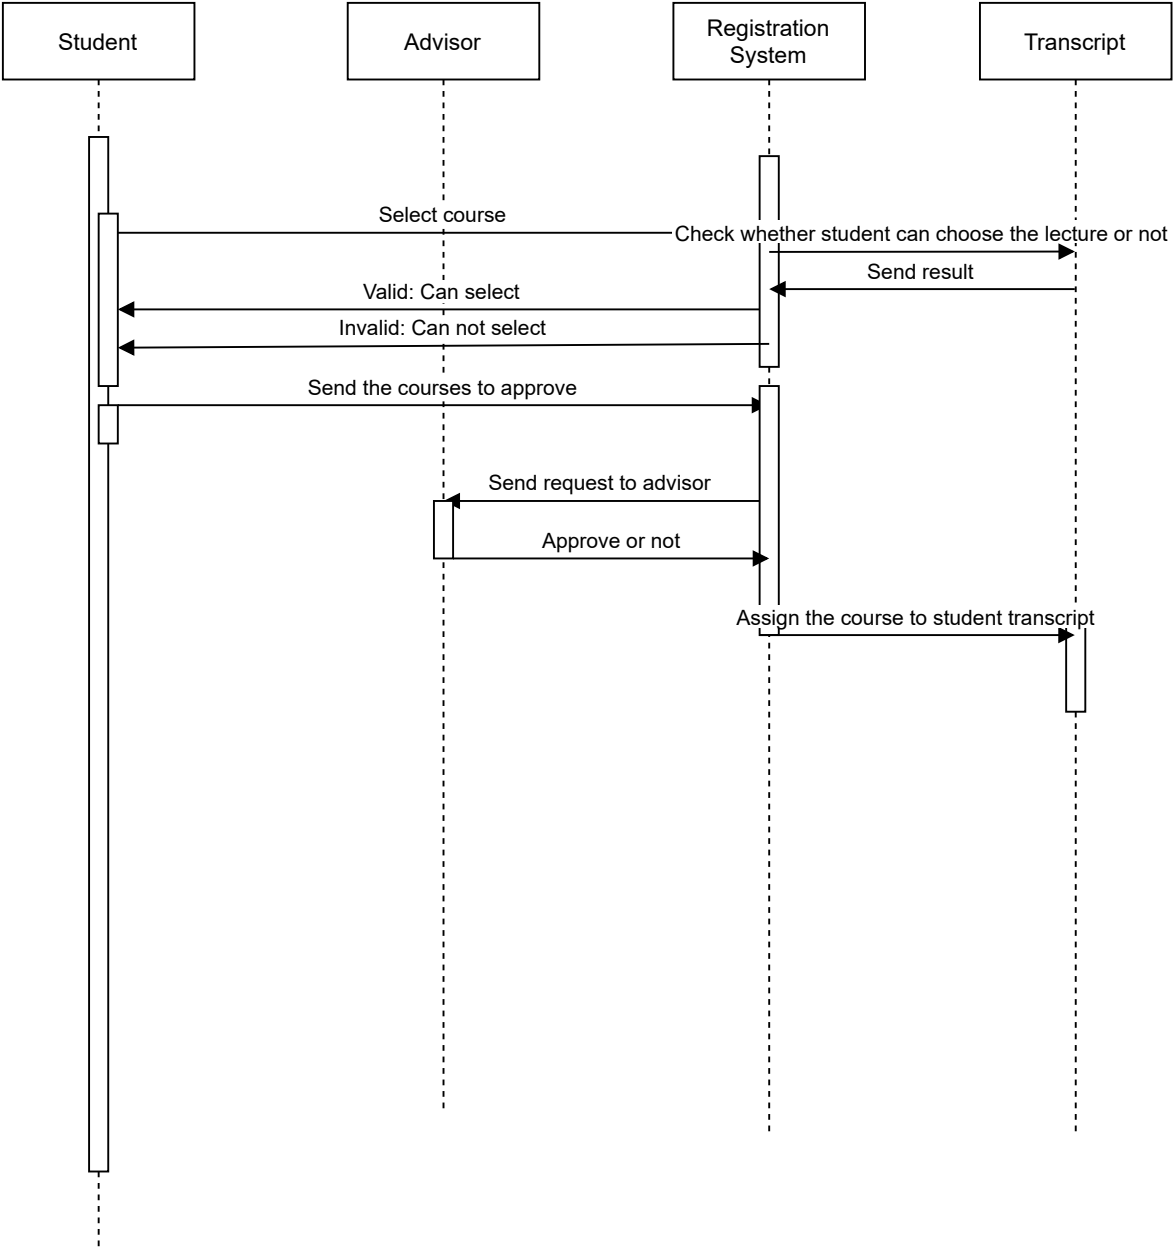 Student
Advisor
Registration
System
Transcript
Select course
Check whether student can choose the lecture or not
Send result
Valid: Can select
Invalid: Can not select
Send the courses to approve
Send request to advisor
Approve or not
Assign the course to student transcript